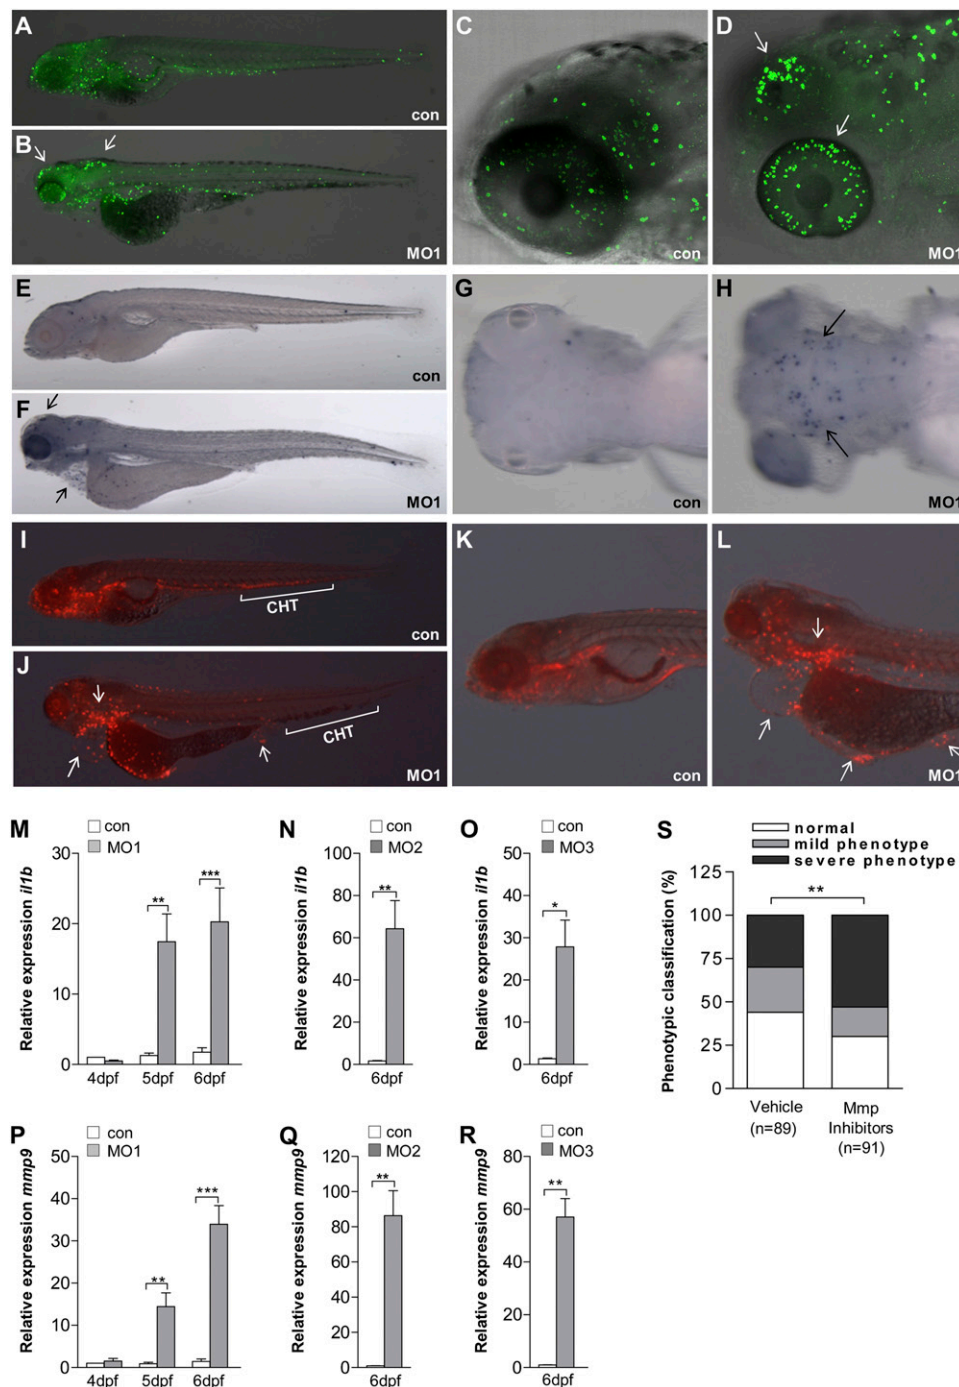 A
con
B
MO1
C
con
D
MO1
E
con
F
MO1
G
con
H
MO1
I
CHT
con
J
CHT
MO1
K
con
L
MO1
M
con
MO1
Relative expression il1b
30
20
10
0
**
***
4dpf 5dpf 6dpf
N
con
MO2
Relative expression il1b
100
80
60
40
20
0
**
6dpf
O
con
MO3
Relative expression il1b
50
40
30
20
10
0
*
6dpf
P
con
MO1
Relative expression mmp9
50
40
30
20
10
0
**
***
4dpf 5dpf 6dpf
Q
con
MO2
Relative expression mmp9
120
100
80
60
40
20
0
**
6dpf
R
con
MO3
Relative expression mmp9
80
60
40
20
0
**
6dpf
S
normal
mild phenotype
severe phenotype
Phenotypic classification (%)
125
100
75
50
25
0
**
Vehicle
(n=89)
Mmp
Inhibitors
(n=91)